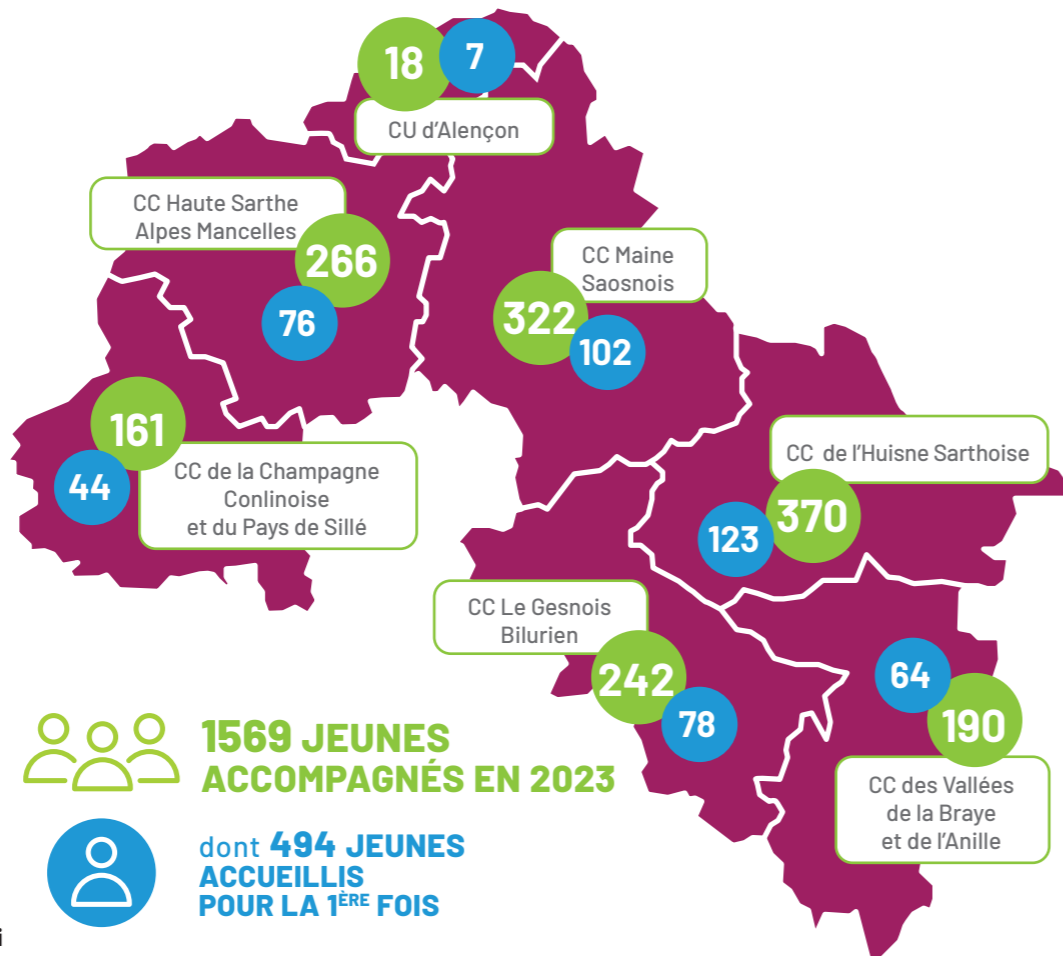 18
7
CU d'Alençon
CC Haute Sarthe
Alpes Mancelles
266
76
CC Maine
Saosnois
322
102
161
44
CC de la Champagne
Conlinoise
et du Pays de Sillé
CC de l'Huisne Sarthoise
123
370
CC Le Gesnois
Bilurien
242
78
64
190
CC des Vallées
de la Braye
et de l'Anille
1569 JEUNES
ACCOMPAGNÉS EN 2023
dont 494 JEUNES
ACCUEILLIS
POUR LA 1ÈRE FOIS
i